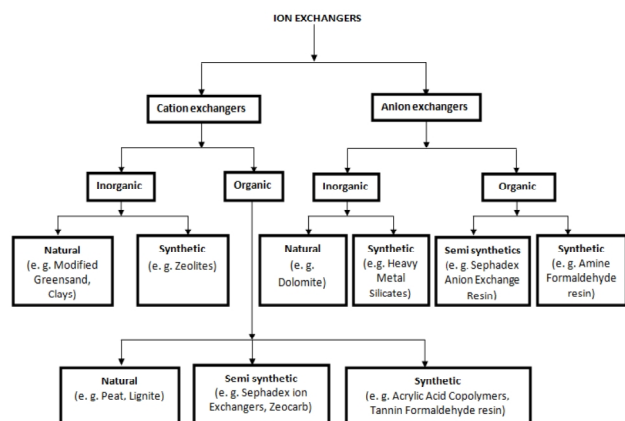 ION EXCHANGERS
Cation exchangers
Anion exchangers
Inorganic
Organic
Inorganic
Organic
Natural
(e. g. Modified
Greensand,
Clays)
Synthetic
(e. g. Zeolites)
Natural
(e. g.
Dolomite)
Synthetic
(e.g. Heavy
Metal
Silicates)
Semi synthetics
(e. g. Sephadex
Anion Exchange
Resin)
Synthetic
(e. g. Amine
Formaldehyde
resin)
Natural
(e. g. Peat, Lignite)
Semi synthetic
(e. g. Sephadex ion
Exchangers, Zeocarb)
Synthetic
(e. g. Acrylic Acid Copolymers,
Tannin Formaldehyde resin)